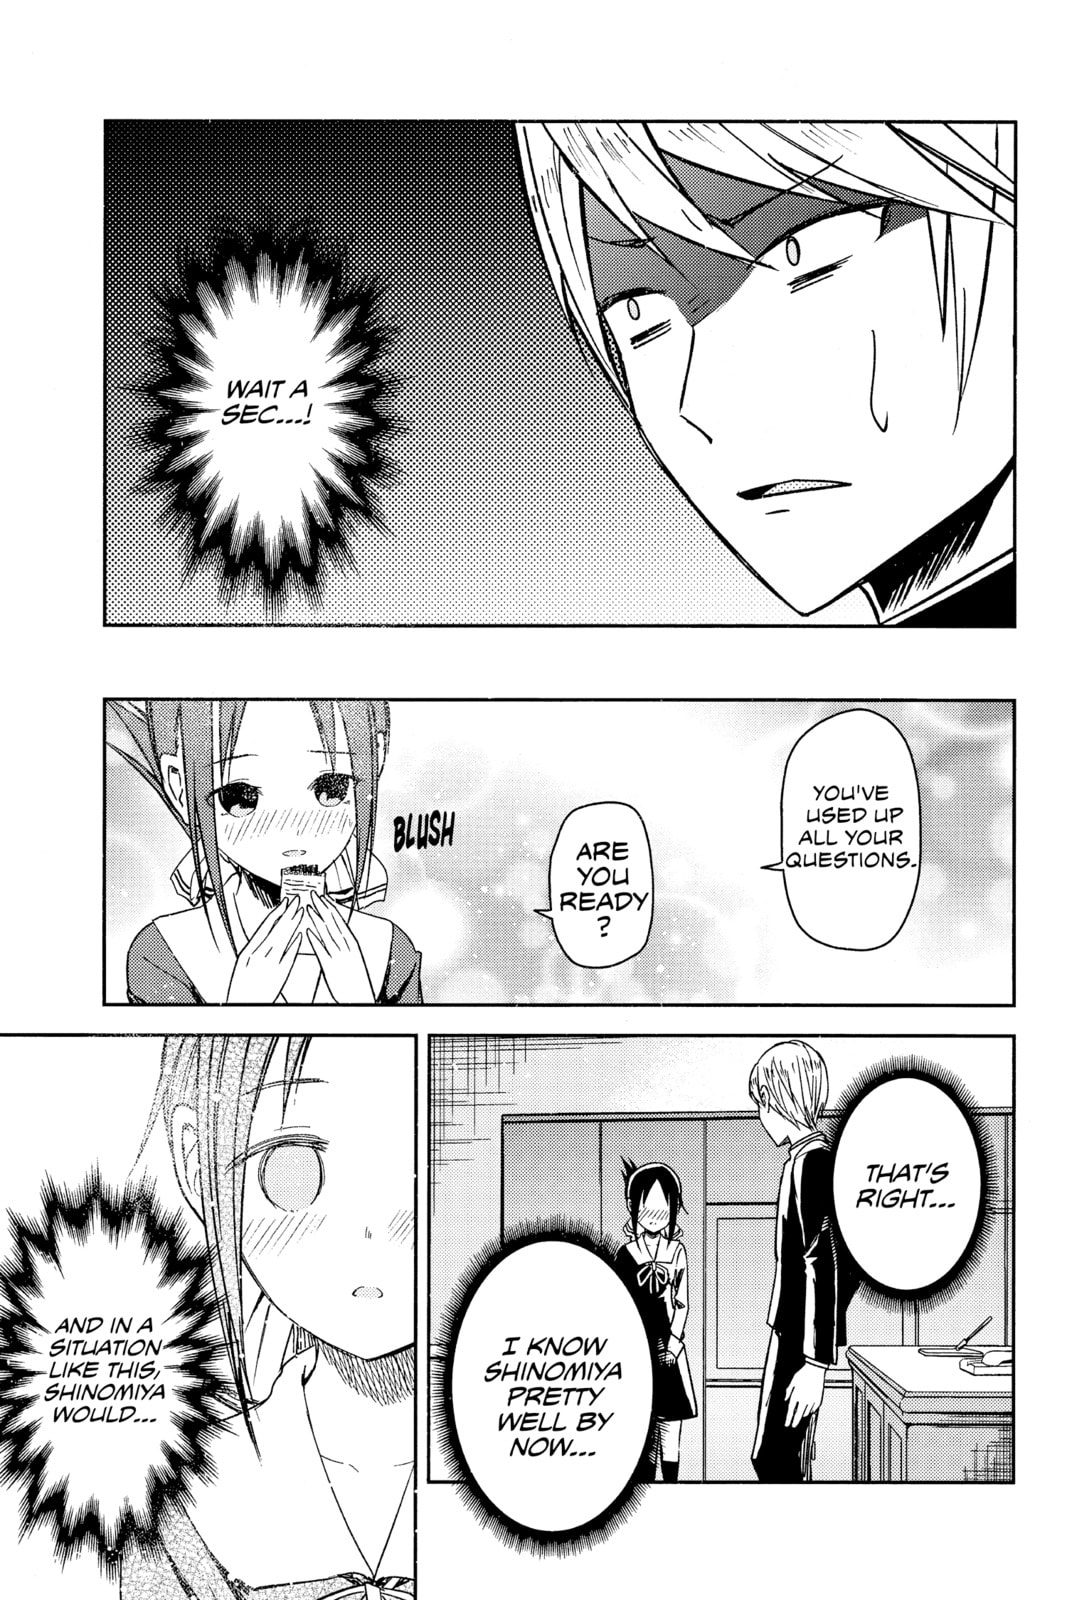 WAIT A
SEC...!
YOU'VE
USED UP
ALL YOUR
QUESTIONS.
ARE
YOU
READY
?
BLUSH
THAT'S
RIGHT...
I KNOW
SHINOMIYA
PRETTY
WELL BY
NOW...
AND IN A
SITUATION
LIKE THIS,
SHINOMIYA
WOULD...